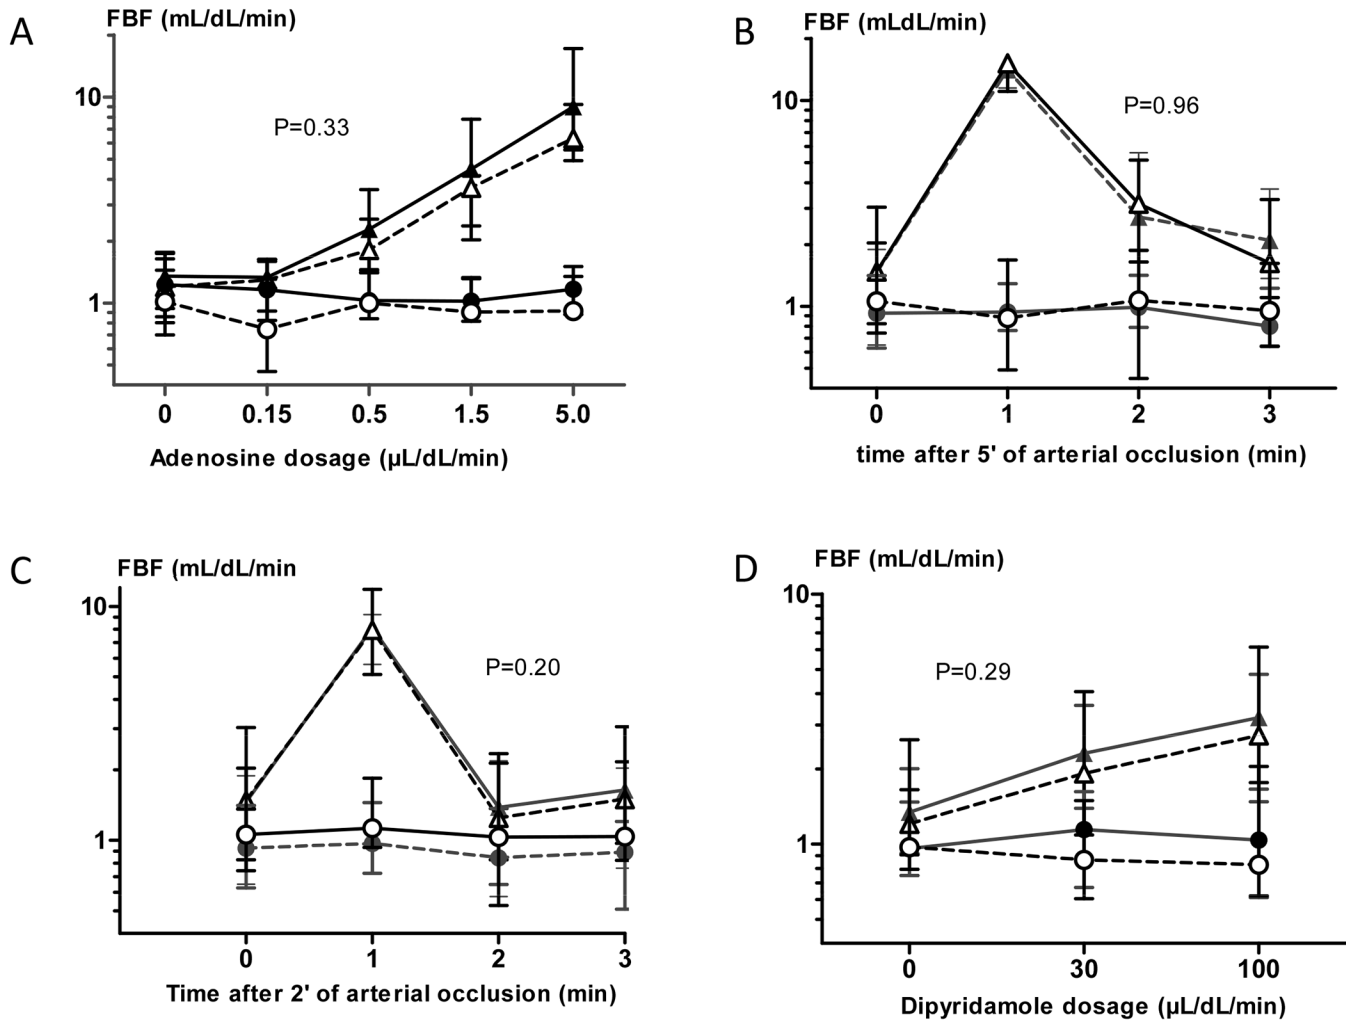 A
FBF (mL/dL/min)
10
1
P=0.33
0 0.15 0.5 1.5 5.0
Adenosine dosage (µL/dL/min)
B
FBF (mLdL/min)
10
1
P=0.96
0 1 2 3
time after 5' of arterial occlusion (min)
C
FBF (mL/dL/min
10
1
P=0.20
0 1 2 3
Time after 2' of arterial occlusion (min)
D
FBF (mL/dL/min)
10
1
P=0.29
0 30 100
Dipyridamole dosage (µL/dL/min)